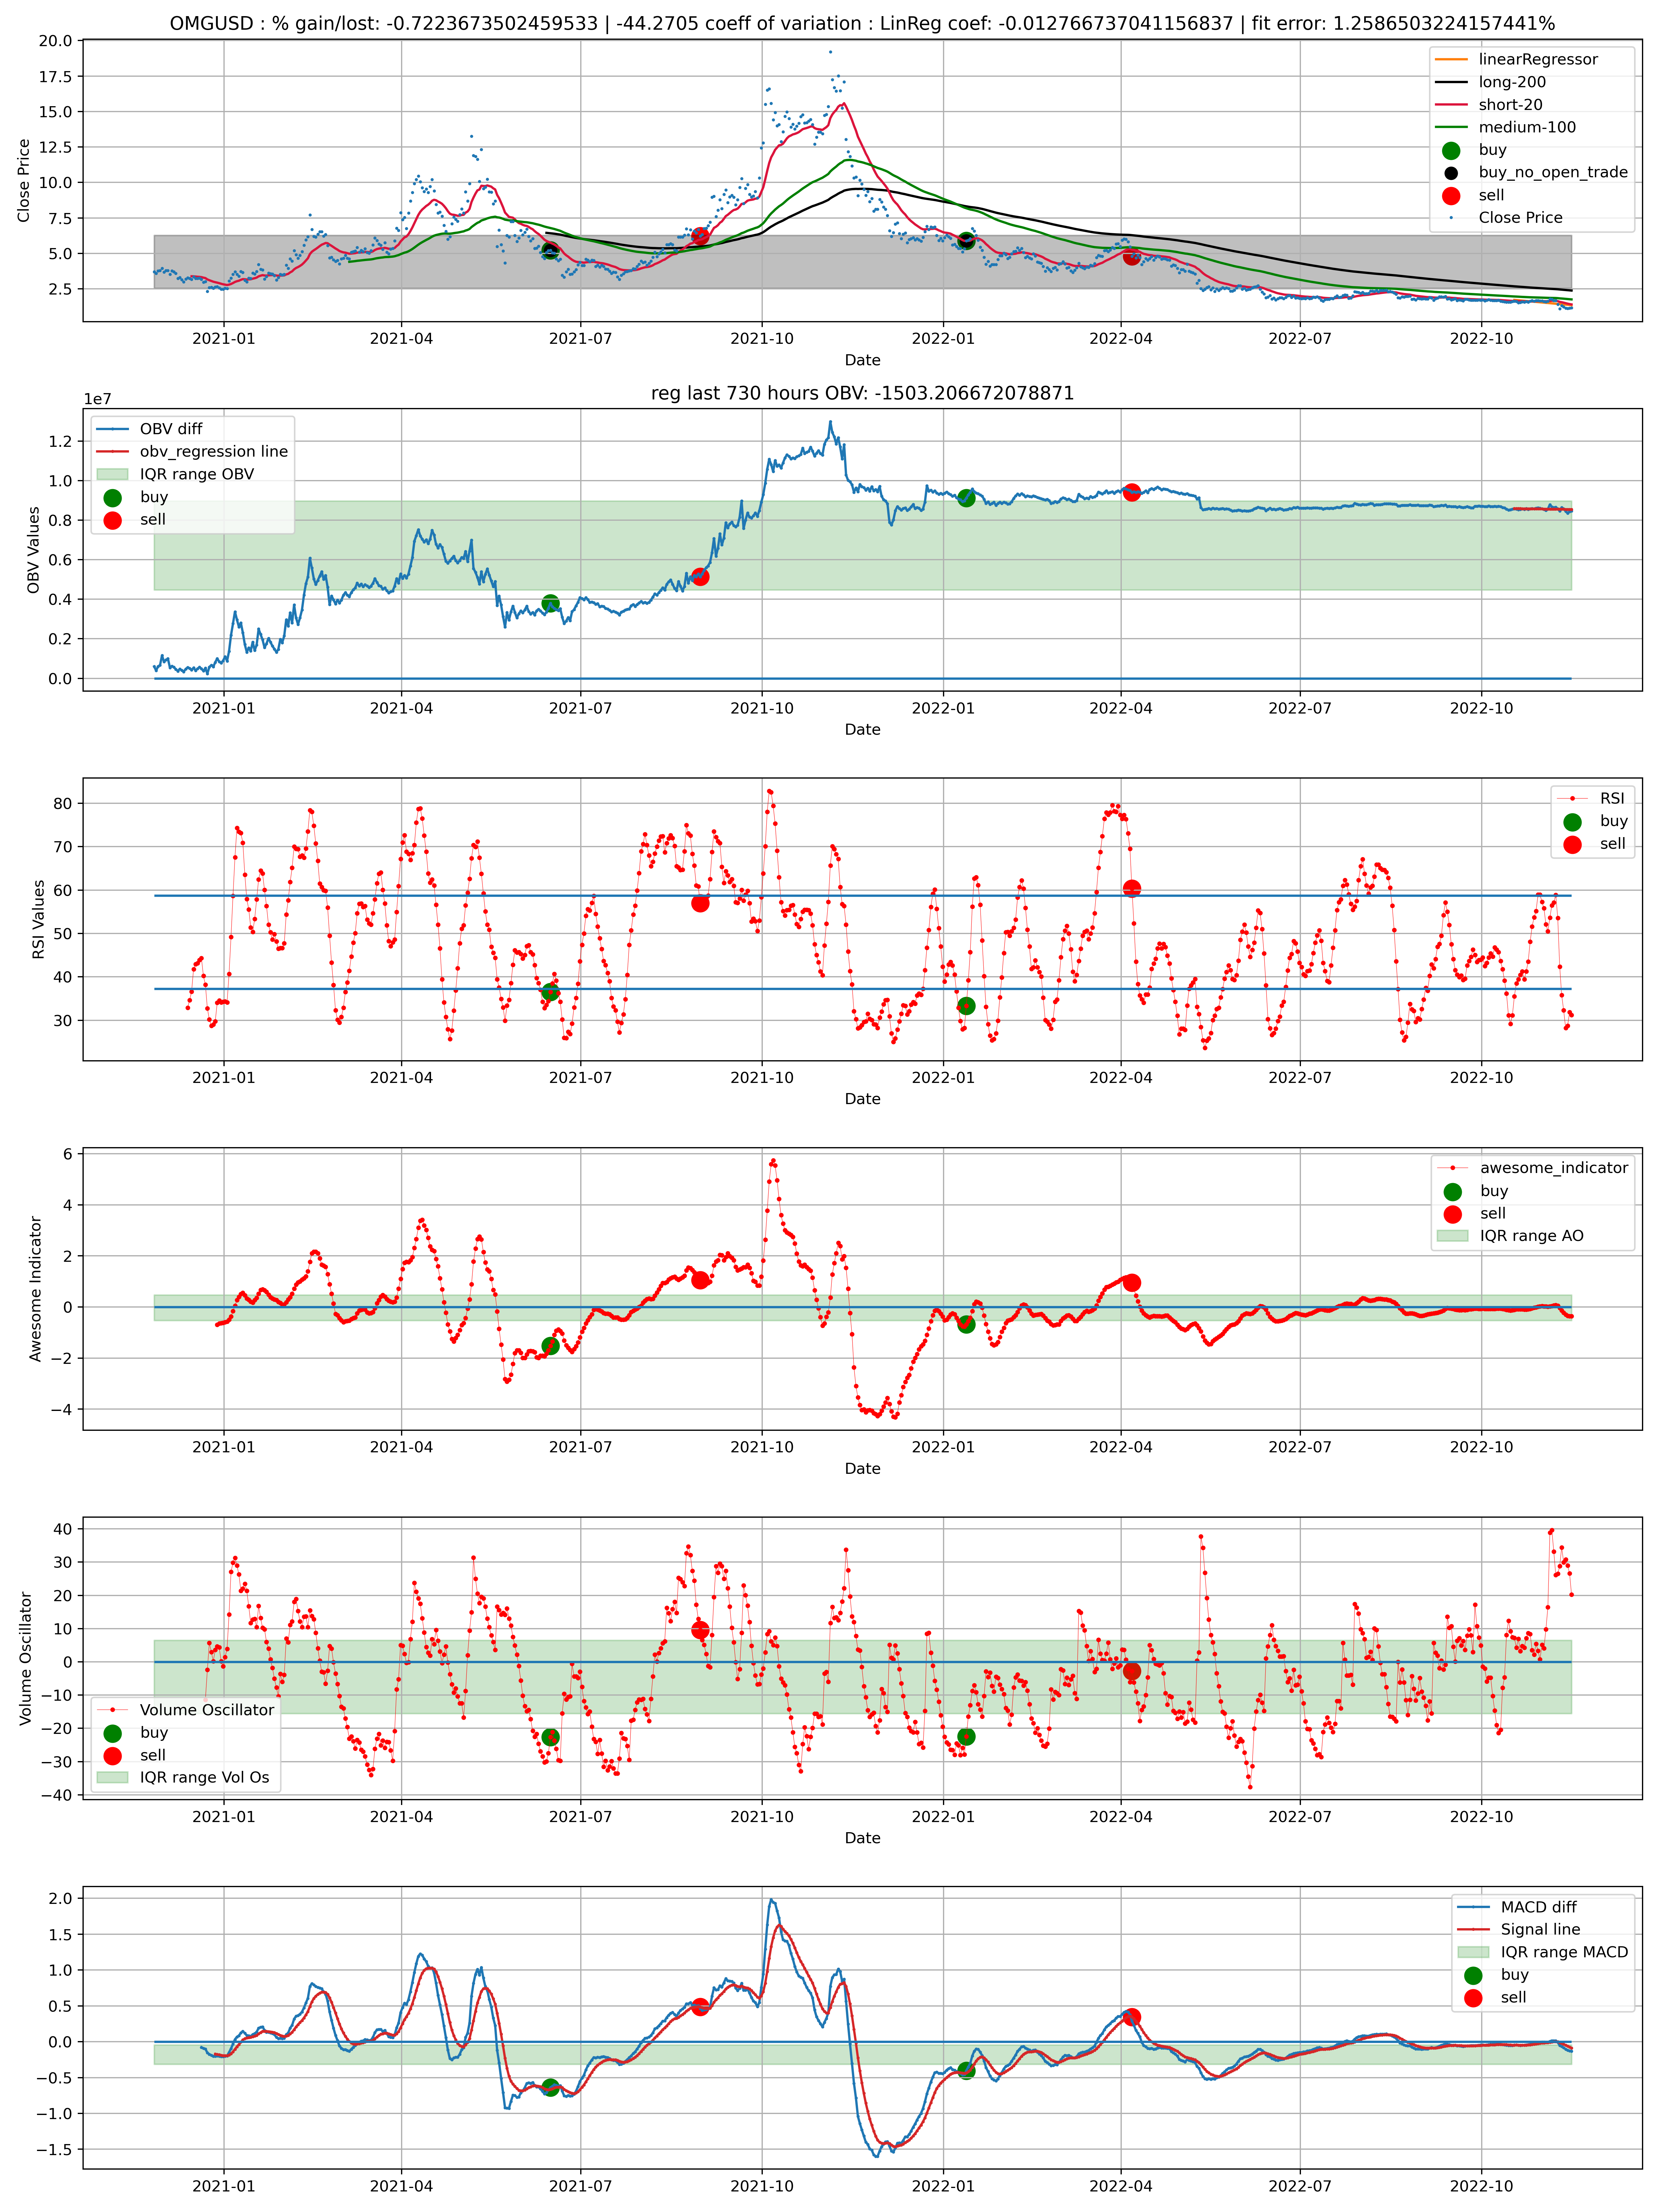 OMGUSD : % gain/lost: -0.7223673502459533 | -44.2705 coeff of variation : LinReg coef: -0.012766737041156837 | fit error: 1.2586503224157441%
20.0
17.5
15.0
12.5
10.0
7.5
5.0
2.5
Close Price
linearRegressor
long-200
short-20
medium-100
buy
buy_no_open_trade
sell
Close Price
2021-01 2021-04 2021-07 2021-10 2022-01 2022-04 2022-07 2022-10
Date
reg last 730 hours OBV: -1503.206672078871
1e7
1.2
1.0
0.8
0.6
0.4
0.2
0.0
OBV Values
OBV diff
obv_regression line
IQR range OBV
buy
sell
2021-01 2021-04 2021-07 2021-10 2022-01 2022-04 2022-07 2022-10
Date
80
70
60
50
40
30
RSI Values
RSI
buy
sell
2021-01 2021-04 2021-07 2021-10 2022-01 2022-04 2022-07 2022-10
Date
6
4
2
0
−2
−4
Awesome Indicator
awesome_indicator
buy
sell
IQR range AO
2021-01 2021-04 2021-07 2021-10 2022-01 2022-04 2022-07 2022-10
Date
40
30
20
10
0
−10
−20
−30
−40
Volume Oscillator
Volume Oscillator
buy
sell
IQR range Vol Os
2021-01 2021-04 2021-07 2021-10 2022-01 2022-04 2022-07 2022-10
Date
2.0
1.5
1.0
0.5
0.0
−0.5
−1.0
−1.5
MACD diff
Signal line
IQR range MACD
buy
sell
2021-01 2021-04 2021-07 2021-10 2022-01 2022-04 2022-07 2022-10